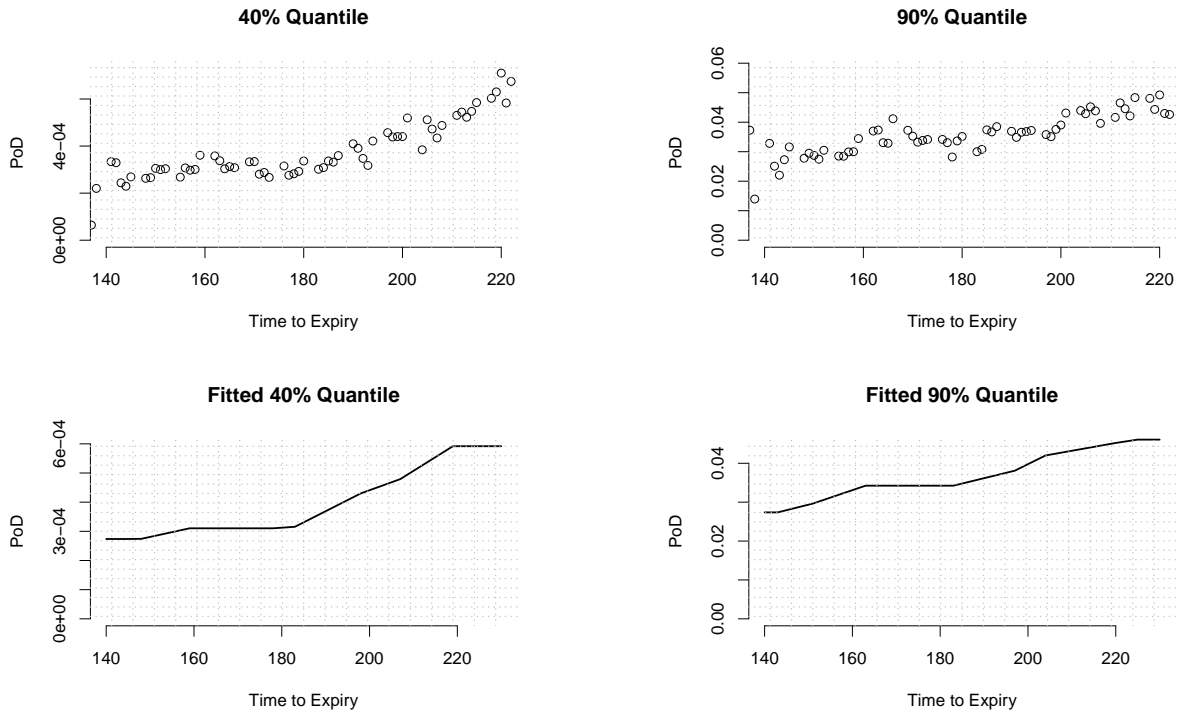 40% Quantile
PoD
0e+00 4e−04
140 160 180 200 220
Time to Expiry
90% Quantile
PoD
0.00 0.02 0.04 0.06
140 160 180 200 220
Time to Expiry
Fitted 40% Quantile
PoD
0e+00 3e−04 6e−04
140 160 180 200 220
Time to Expiry
Fitted 90% Quantile
PoD
0.00 0.02 0.04
140 160 180 200 220
Time to Expiry